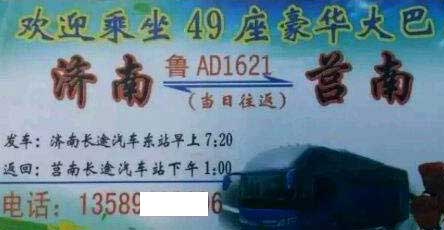 欢迎乘坐49座豪华大巴
济南 鲁AD1621 莒南
(当日往返)
发车：济南长途汽车东站早上7:20
返回：莒南长途汽车站下午1:00
电话：13589 6